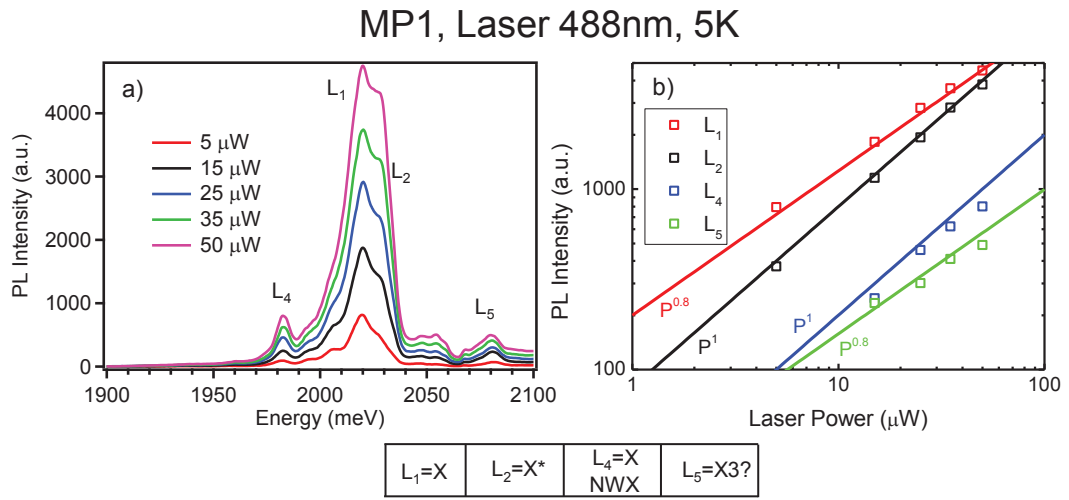 MP1, Laser 488nm, 5K
a)
L1
L2
L4
L5
5 μW
15 μW
25 μW
35 μW
50 μW
PL Intensity (a.u.)
4000
3000
2000
1000
0
1900
1950
2000
2050
2100
Energy (meV)
b)
L1
L2
L4
L5
P0.8
P1
P1
P0.8
PL Intensity (a.u.)
1000
100
1
10
100
Laser Power (μW)
L1=X
L2=X*
L4=X
NWX
L5=X3?